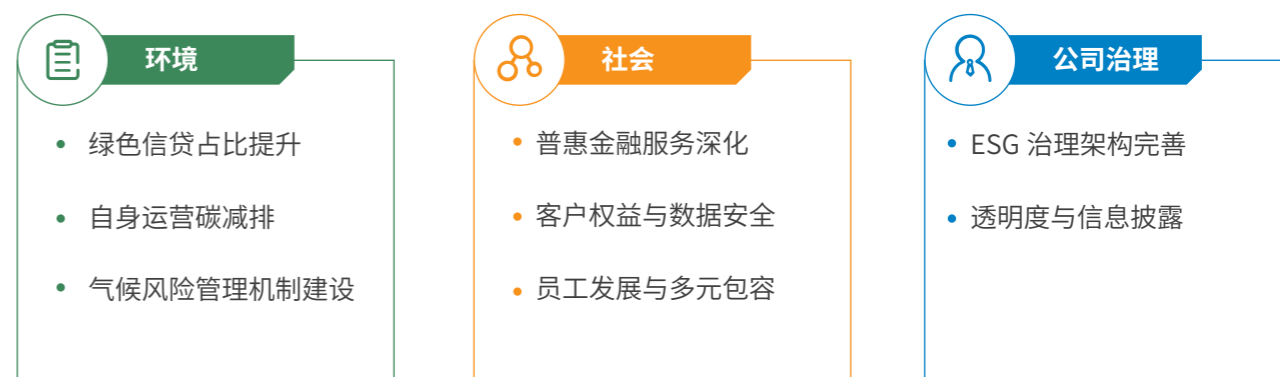 环境
绿色信贷占比提升
自身运营碳减排
气候风险管理机制建设
社会
普惠金融服务深化
客户权益与数据安全
员工发展与多元包容
公司治理
ESG 治理架构完善
透明度与信息披露